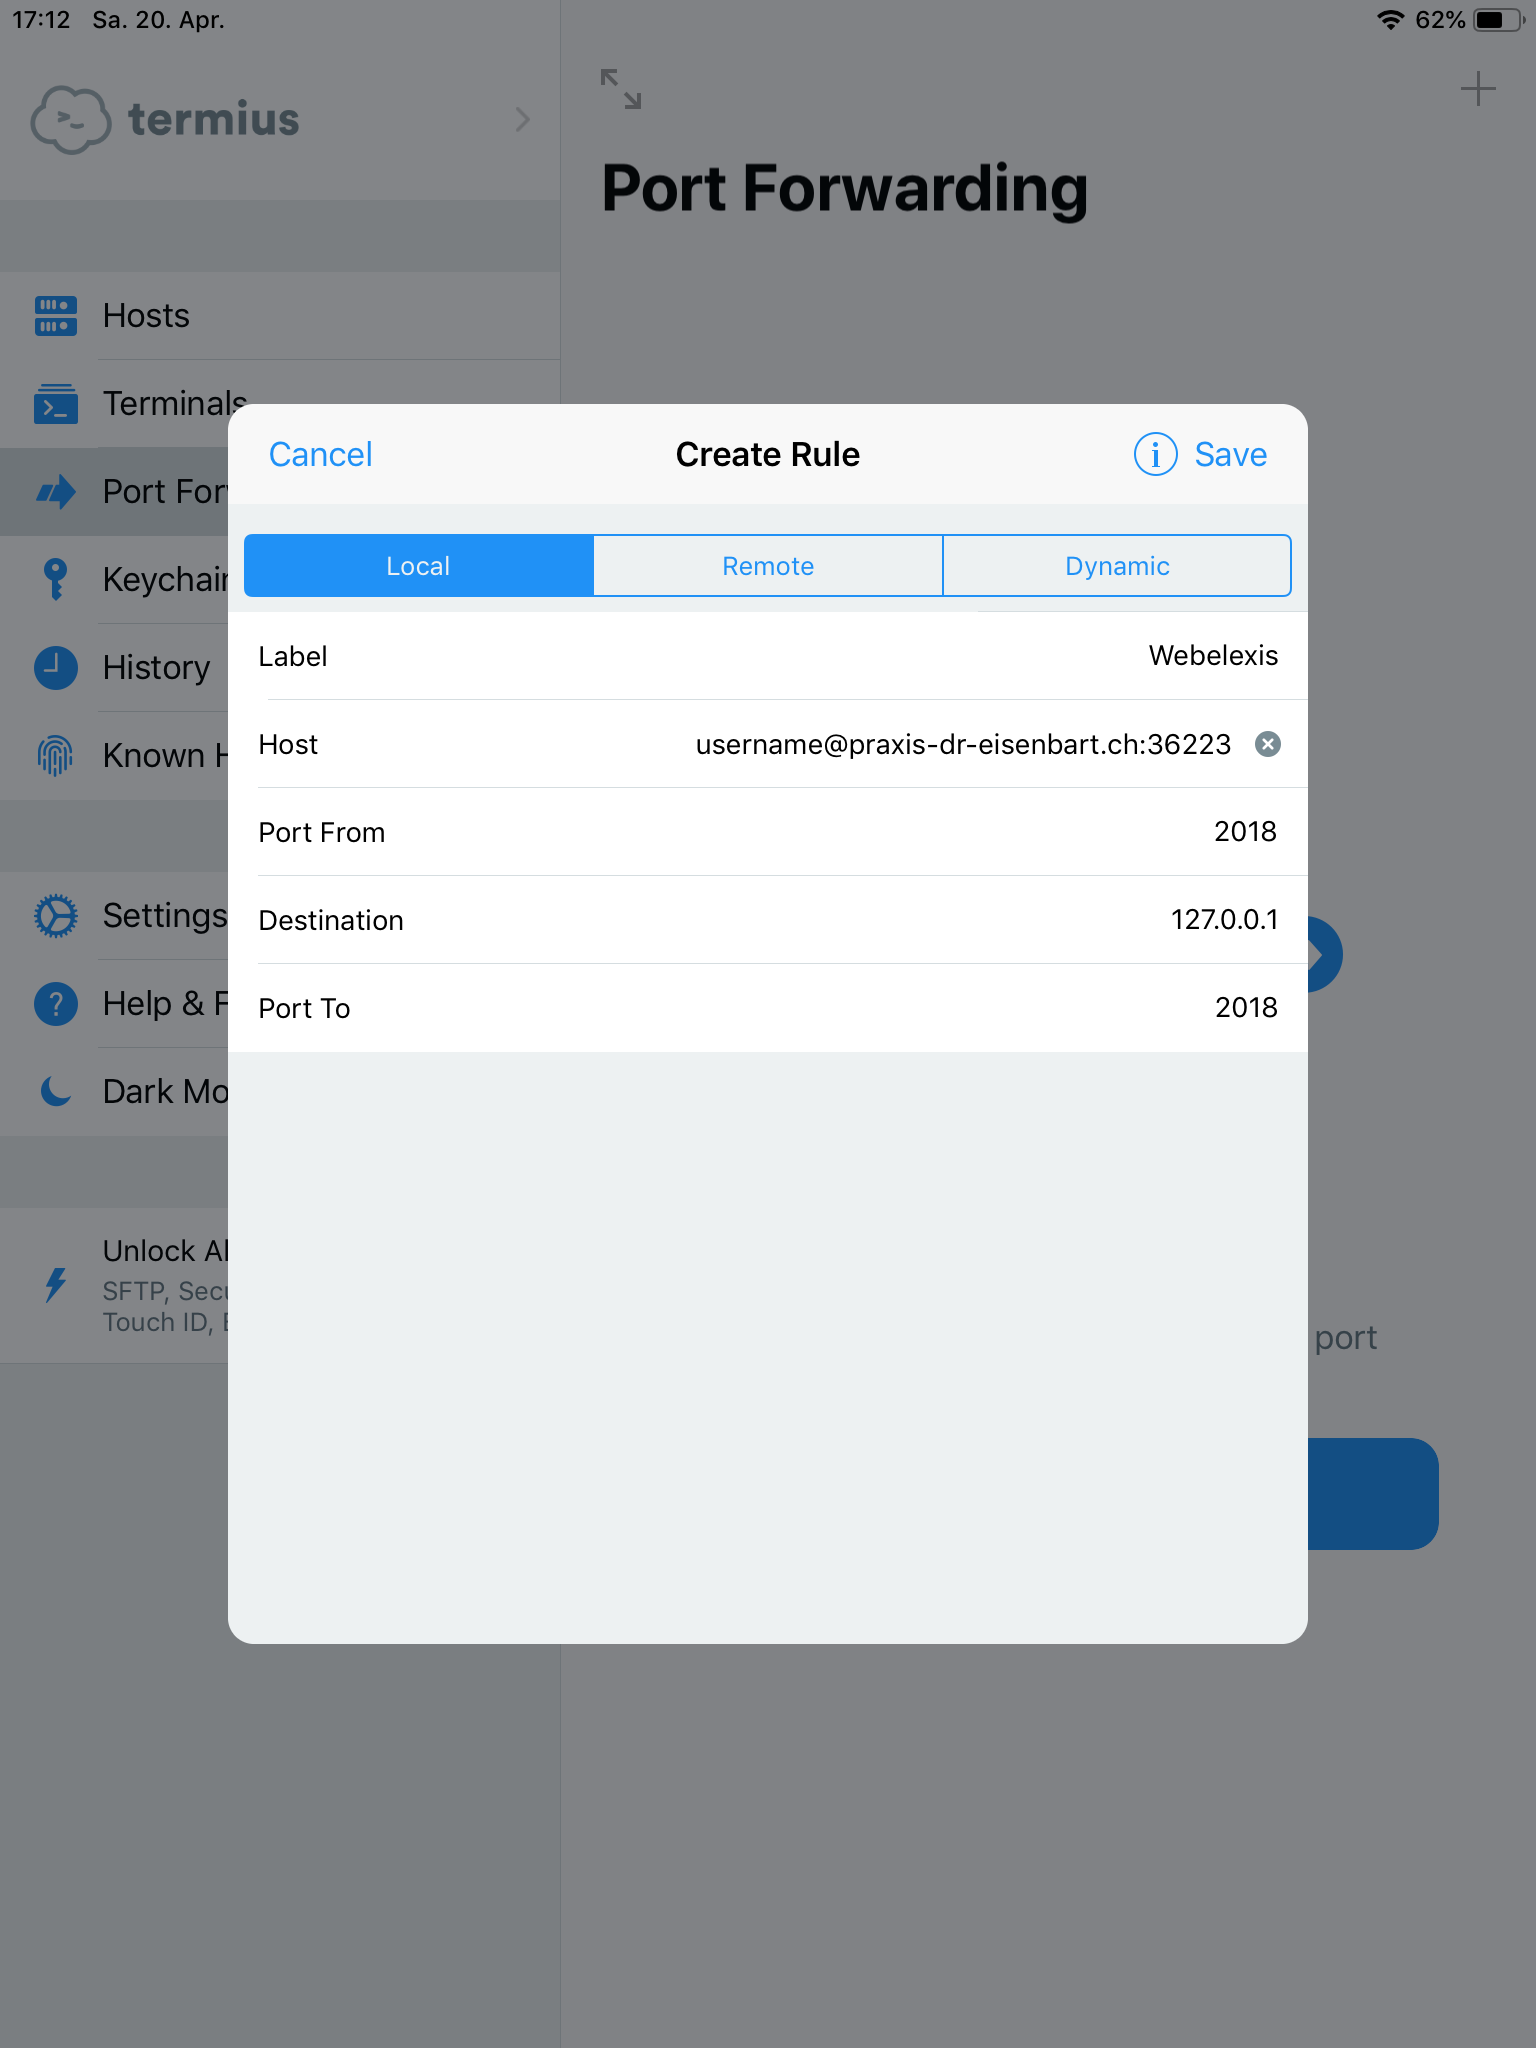 17:12 Sa. 20. Apr. 62%
termius
Port Forwarding
Hosts
Terminals
Cancel Create Rule i Save
Port For
Local Remote Dynamic
Keychain
History
Label Webelexis
Known H
Host username@praxis-dr-eisenbart.ch:36223
Port From 2018
Settings
Destination 127.0.0.1
Help & F
Port To 2018
Dark Mo
Unlock Al
SFTP, Secu
Touch ID,
port